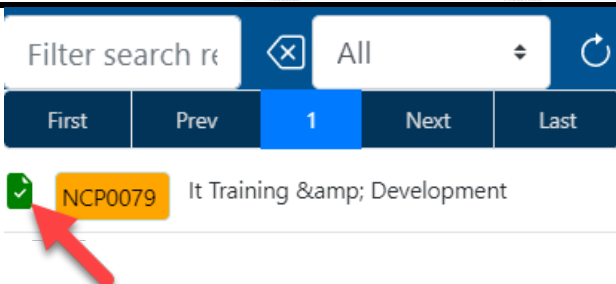 Filter search re All
First Prev 1 Next Last
NCP0079 It Training &amp; Development